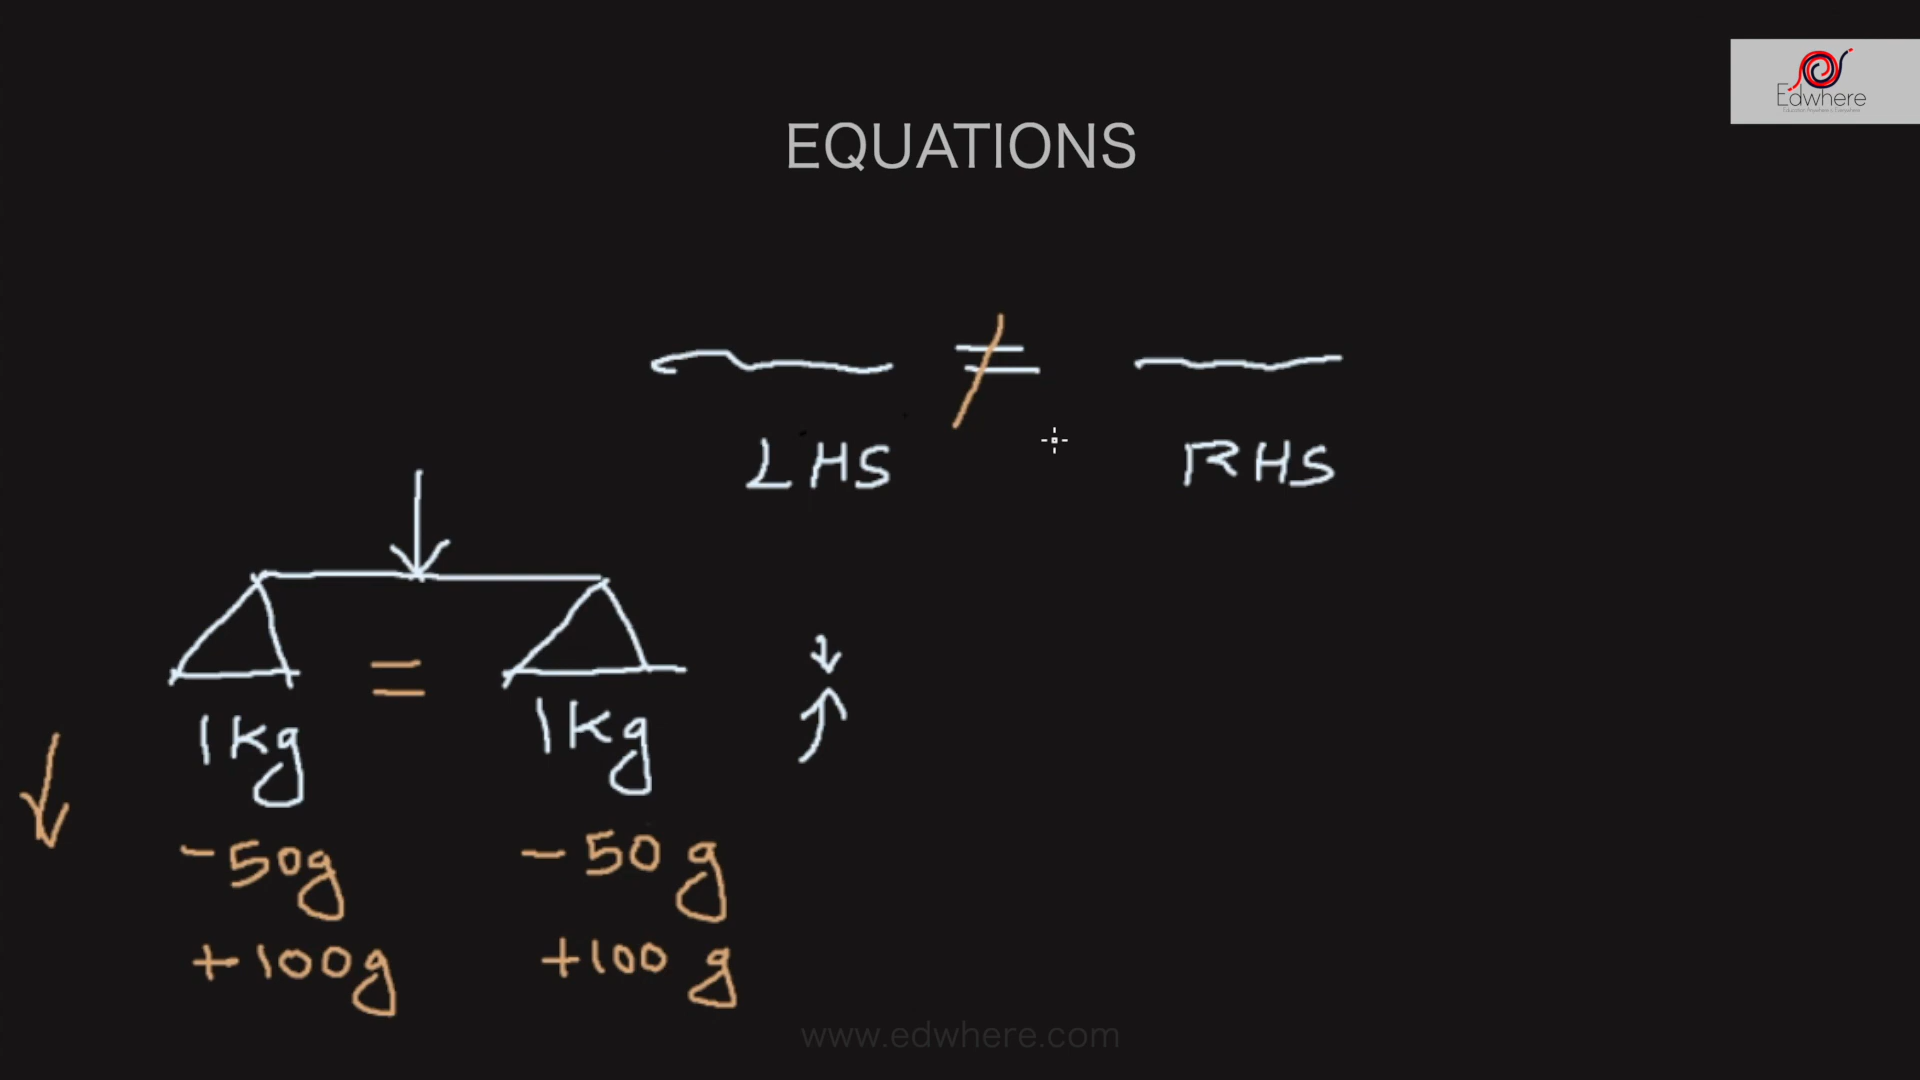 Edwhere
EQUATIONS
≠
LHS RHS
1kg = 1kg
-50g -50g
+100g +100g
www.edwhere.com